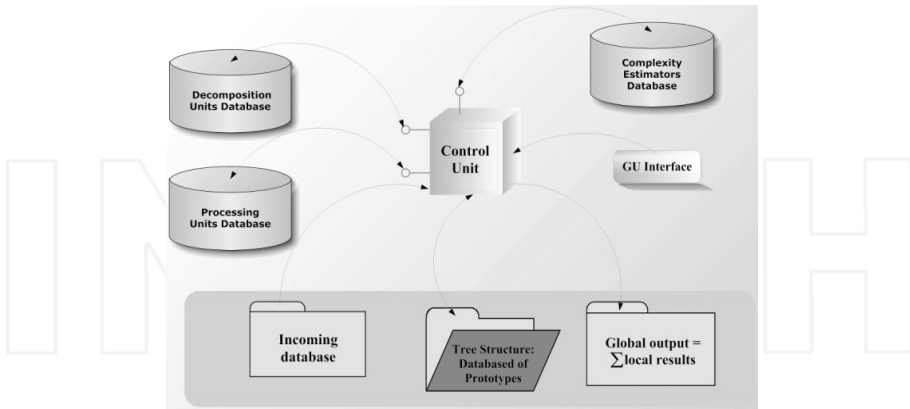 Decomposition
Units Database
Complexity
Estimators
Database
Control
Unit
GU Interface
Processing
Units Database
Incoming
database
Tree Structure:
Databased of
Prototypes
Global output =
∑local results